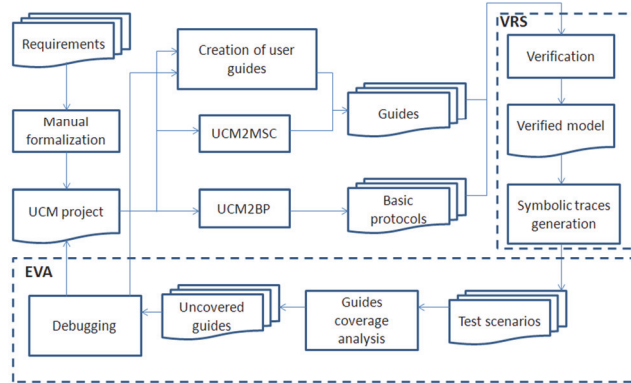 VRS
Requirements
Creation of user
guides
Verification
Guides
Manual
formalization
UCM2MSC
Verified model
UCM project
UCM2BP
Basic
protocols
Symbolic traces
generation
EVA
Debugging
Uncovered
guides
Guides
coverage
analysis
Test scenarios